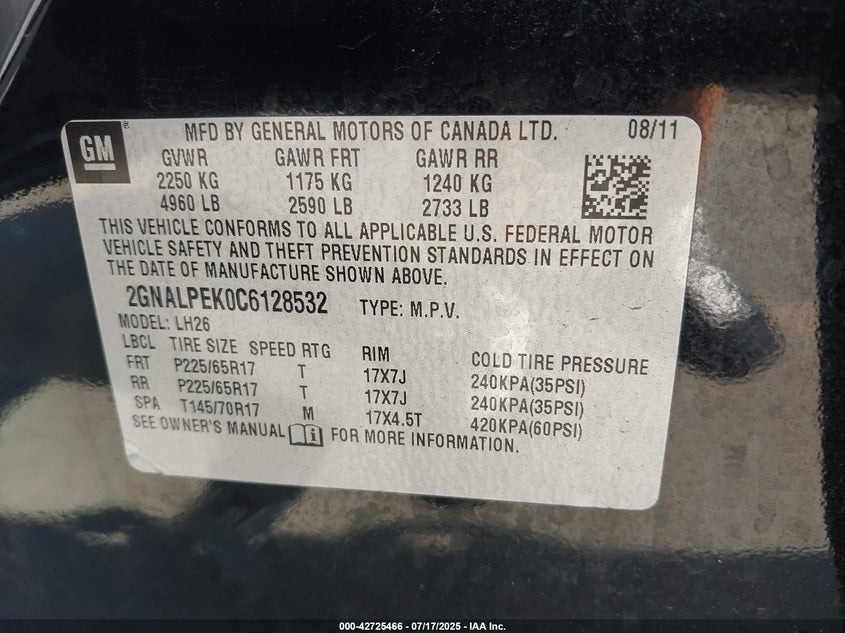 GM ® MFD BY GENERAL MOTORS OF CANADA LTD. 08/11
GVWR GAWR FRT GAWR RR
2250 KG 1175 KG 1240 KG
4960 LB 2590 LB 2733 LB
THIS VEHICLE CONFORMS TO ALL APPLICABLE U.S. FEDERAL MOTOR
VEHICLE SAFETY AND THEFT PREVENTION STANDARDS IN EFFECT ON
THE DATE OF MANUFACTURE SHOWN ABOVE.
2GNALPEK0C6128532 TYPE: M.P.V.
MODEL: LH26
LBCL TIRE SIZE SPEED RTG RIM COLD TIRE PRESSURE
FRT P225/65R17 T 17X7J 240KPA(35PSI)
RR P225/65R17 T 17X7J 240KPA(35PSI)
SPA T145/70R17 M 17X4.5T 420KPA(60PSI)
SEE OWNER'S MANUAL i FOR MORE INFORMATION.
000-42725466 - 07/17/2025 - IAA Inc.